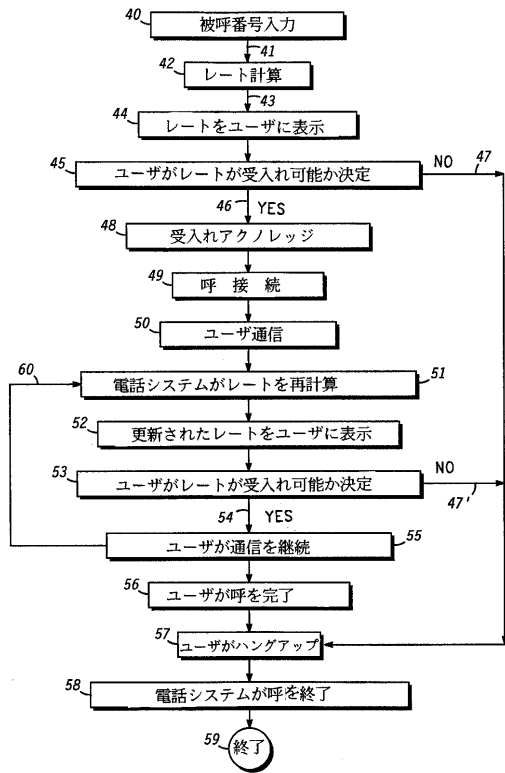 40 被呼番号入力
41
42 レート計算
43
44 レートをユーザに表示
45 ユーザがレートが受入れ可能か決定 NO 47
46 YES
48 受入れアクノレッジ
49 呼 接 続
50 ユーザ通信
60 電話システムがレートを再計算 51
52 更新されたレートをユーザに表示
53 ユーザがレートが受入れ可能か決定 NO 47'
54 YES
ユーザが通信を継続 55
56 ユーザが呼を完了
57 ユーザがハングアップ
58 電話システムが呼を終了
59 終了